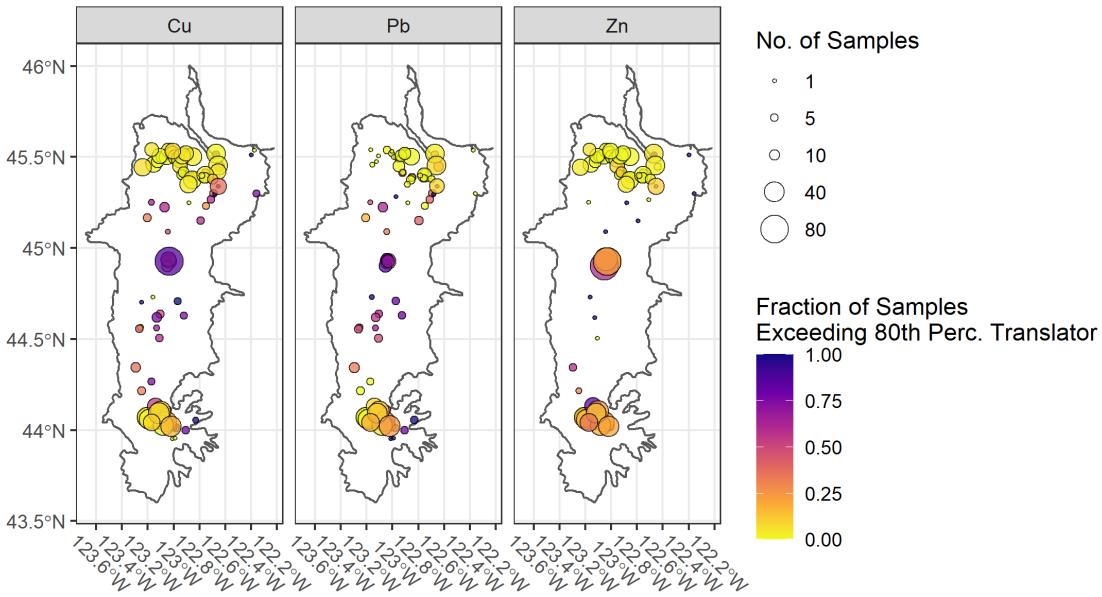 Cu
Pb
Zn
46°N
45.5°N
45°N
44.5°N
44°N
43.5°N
123.6°W
123.4°W
123.2°W
123°W
122.8°W
122.6°W
122.4°W
122.2°W
123.6°W
123.4°W
123.2°W
123°W
122.8°W
122.6°W
122.4°W
122.2°W
123.6°W
123.4°W
123.2°W
123°W
122.8°W
122.6°W
122.4°W
122.2°W
No. of Samples
1
5
10
40
80
Fraction of Samples
Exceeding 80th Perc. Translator
1.00
0.75
0.50
0.25
0.00